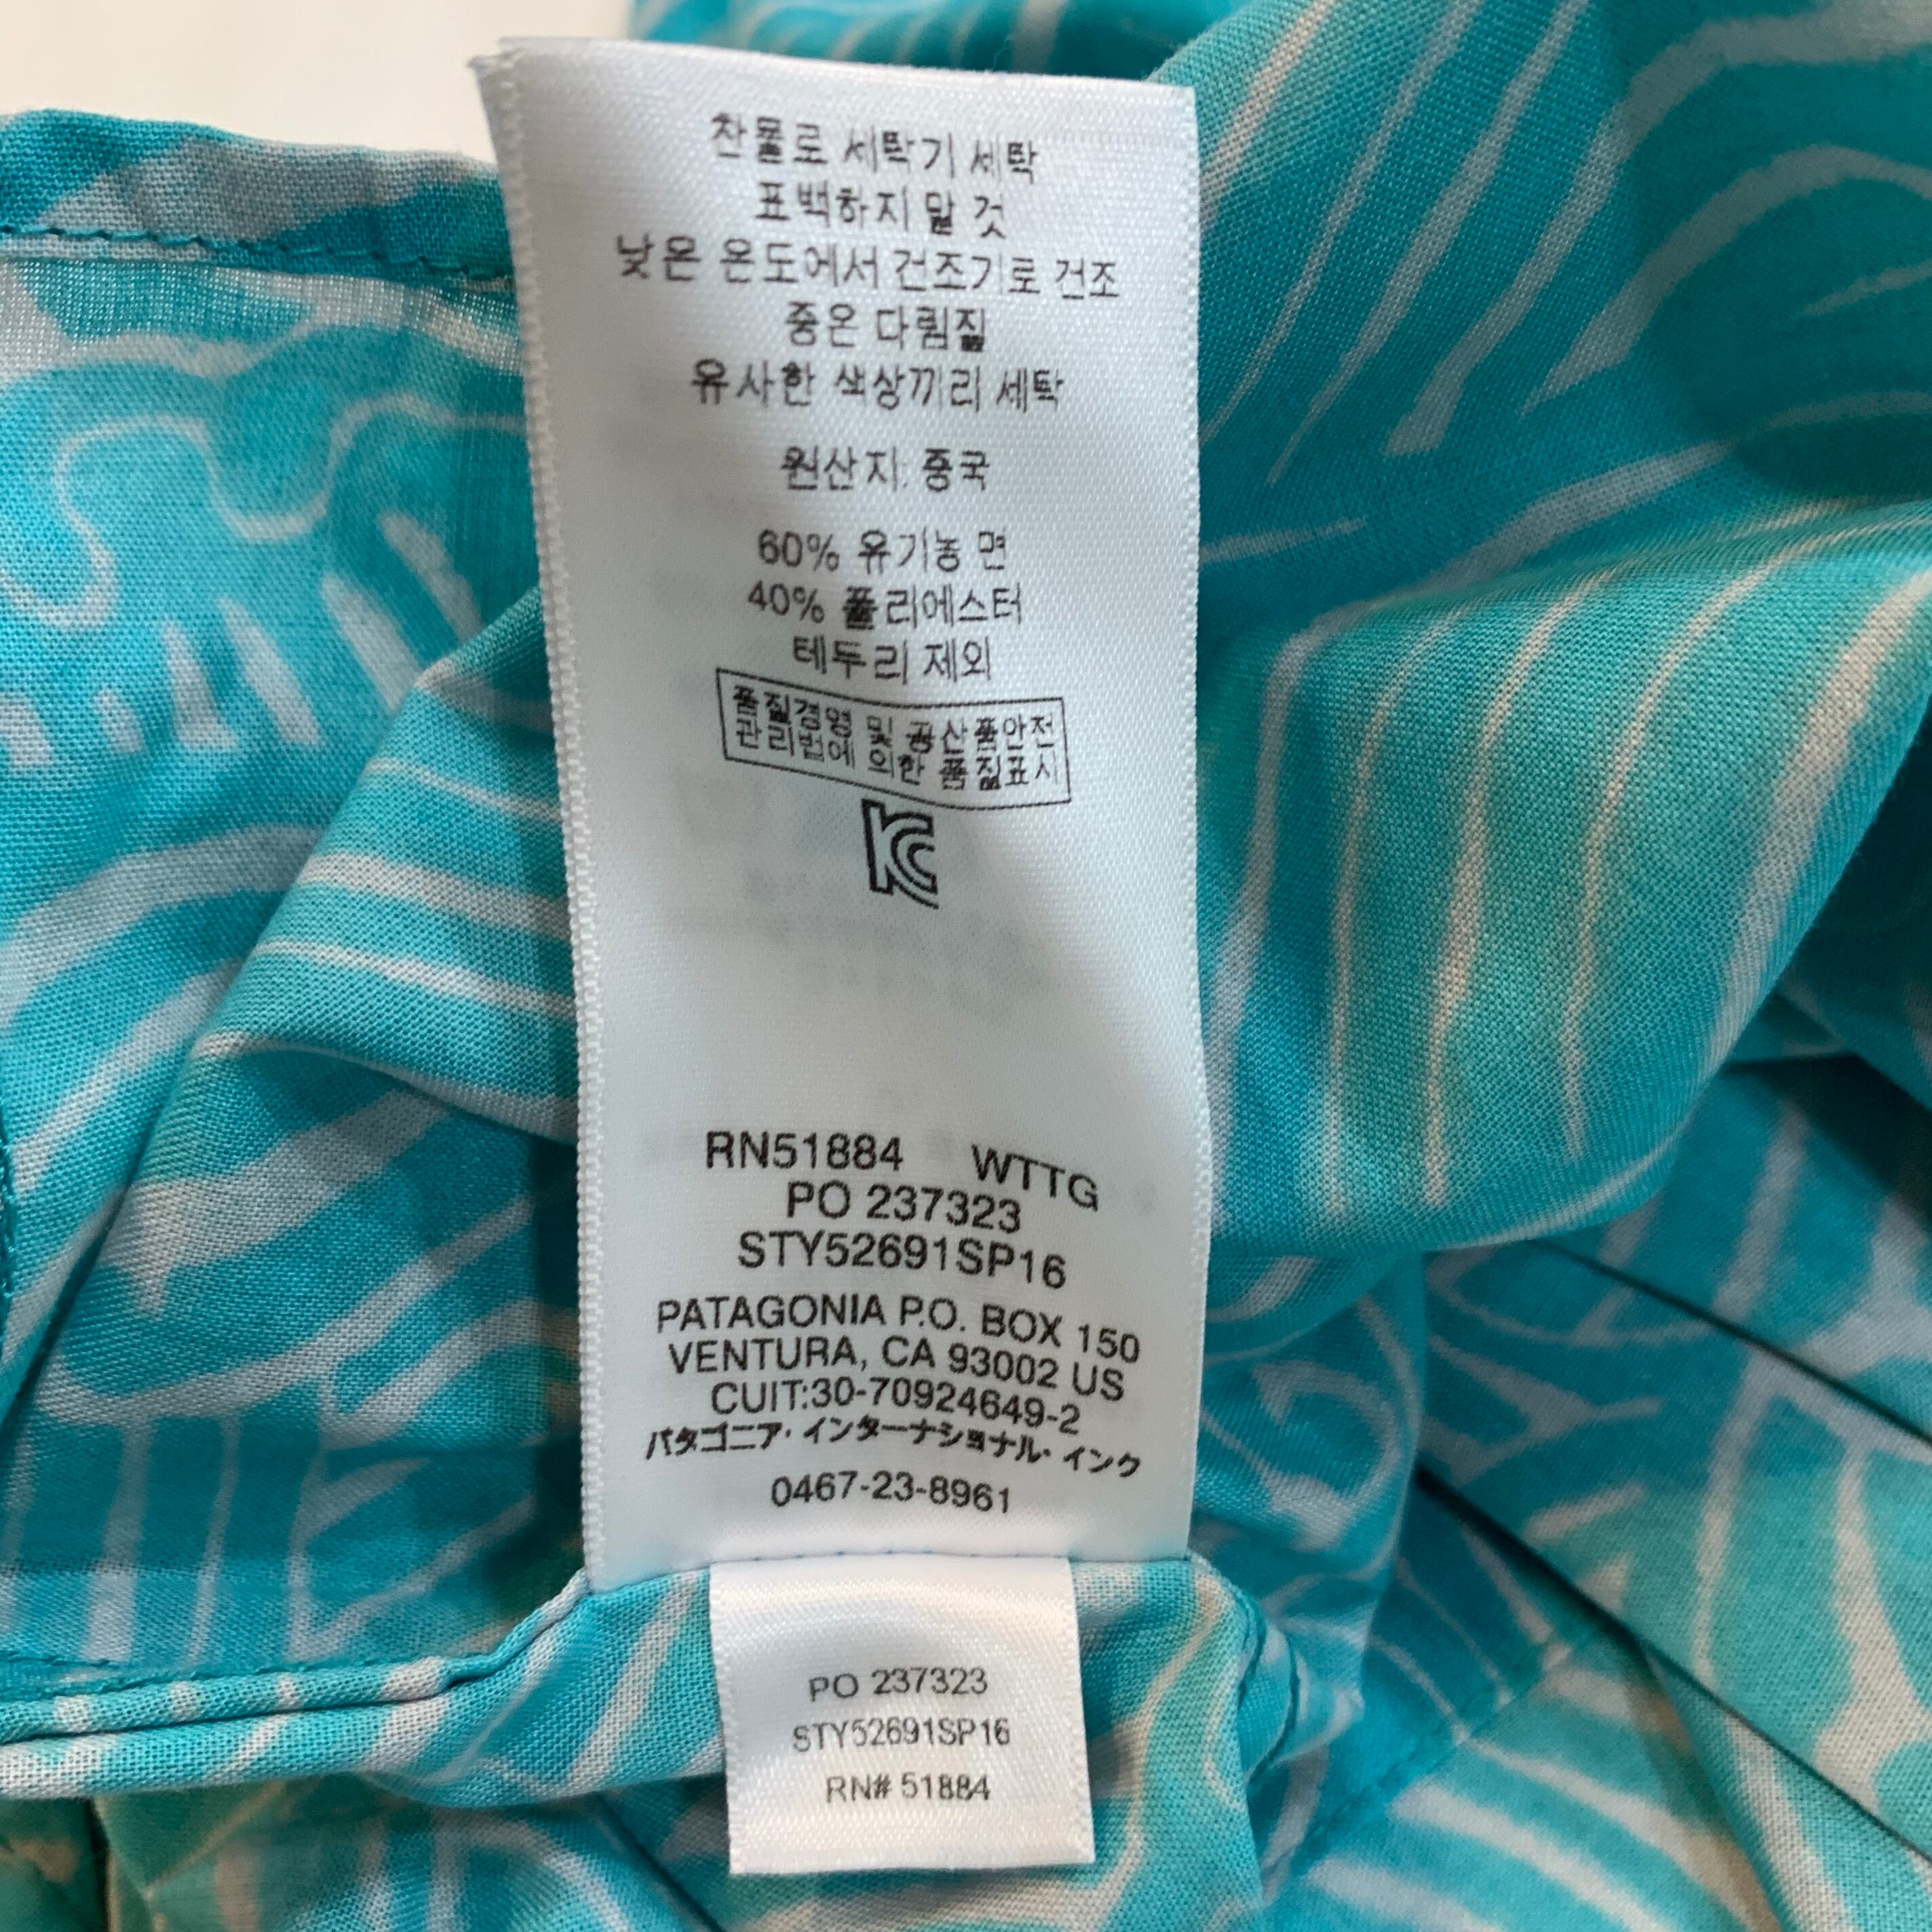 찬물로 세탁기 세탁
표백하지 말 것
낮은 온도에서 건조기로 건조
중온 다림질
유사한 색상끼리 세탁
원산지: 중국
60% 유기농 면
40% 폴리에스터
테두리 제외
품질경영 및 공산품안전
관리법에 의한 품질표시
KC
RN51884 WTTG
PO 237323
STY52691SP16
PATAGONIA P.O. BOX 150
VENTURA, CA 93002 US
CUIT:30-70924649-2
パタゴニア・インターナショナル・インク
0467-23-8961
PO 237323
STY52691SP16
RN# 51884